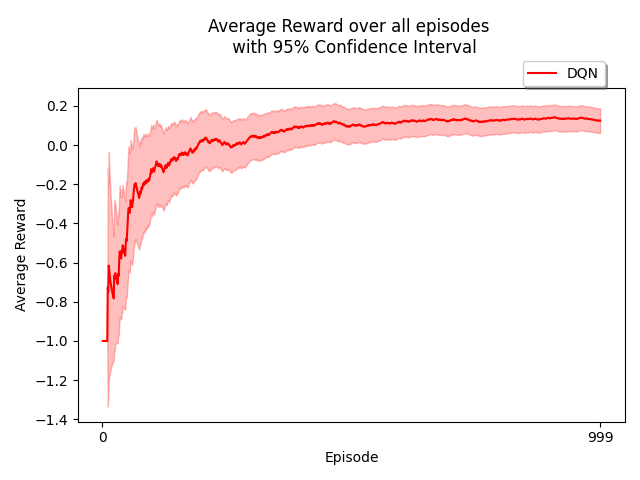 Average Reward over all episodes
with 95% Confidence Interval
DQN
0.2
0.0
−0.2
−0.4
−0.6
−0.8
−1.0
−1.2
−1.4
Average Reward
0
999
Episode